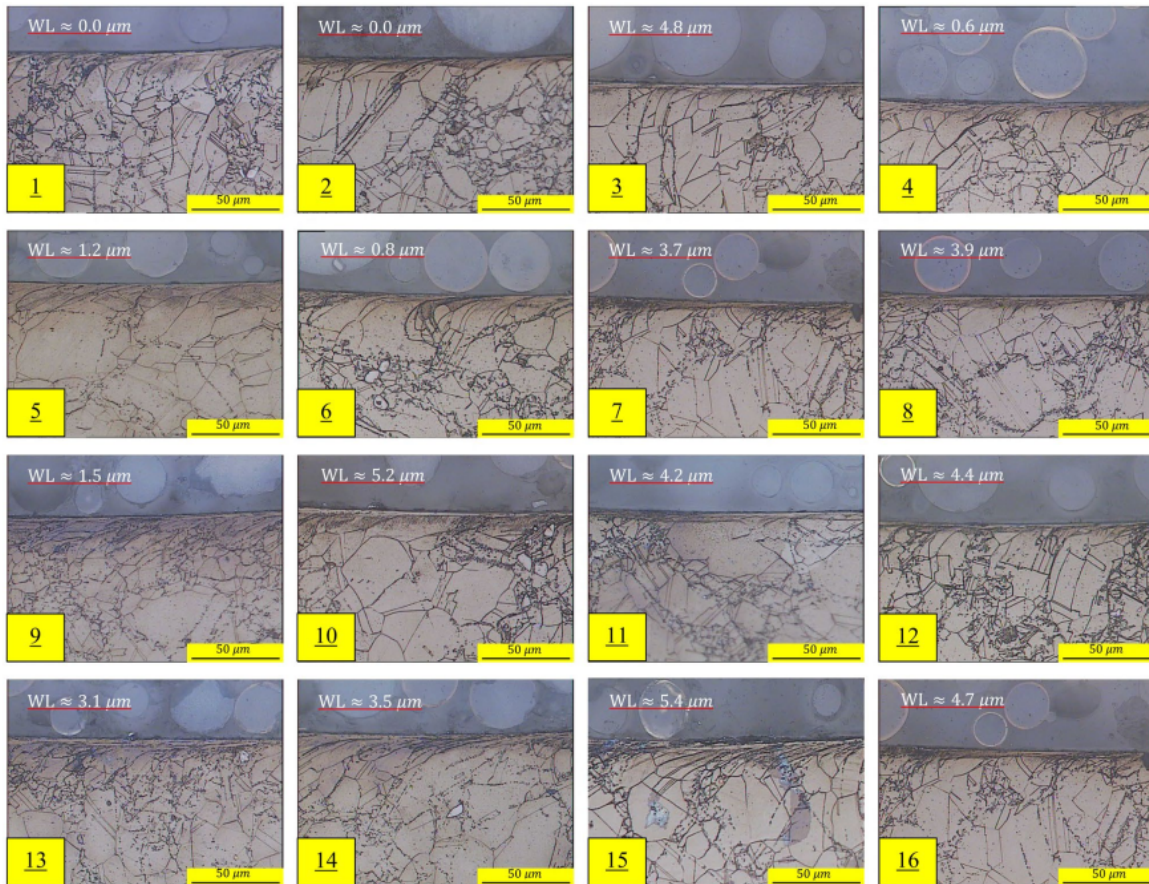 WL ≈ 0.0 μm
1
50 μm
WL ≈ 0.0 μm
2
50 μm
WL ≈ 4.8 μm
3
50 μm
WL ≈ 0.6 μm
4
50 μm
WL ≈ 1.2 μm
5
50 μm
WL ≈ 0.8 μm
6
50 μm
WL ≈ 3.7 μm
7
50 μm
WL ≈ 3.9 μm
8
50 μm
WL ≈ 1.5 μm
9
50 μm
WL ≈ 5.2 μm
10
50 μm
WL ≈ 4.2 μm
11
50 μm
WL ≈ 4.4 μm
12
50 μm
WL ≈ 3.1 μm
13
50 μm
WL ≈ 3.5 μm
14
50 μm
WL ≈ 5.4 μm
15
50 μm
WL ≈ 4.7 μm
16
50 μm